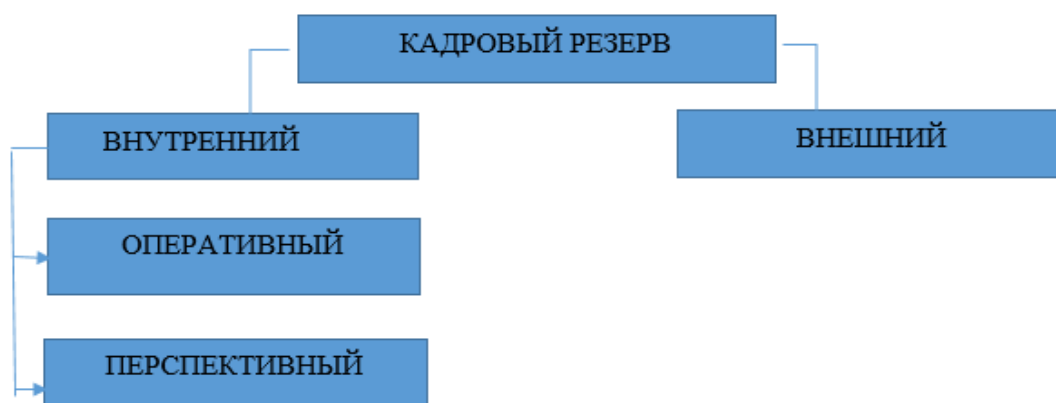 КАДРОВЫЙ РЕЗЕРВ
ВНУТРЕННИЙ
ВНЕШНИЙ
ОПЕРАТИВНЫЙ
ПЕРСПЕКТИВНЫЙ